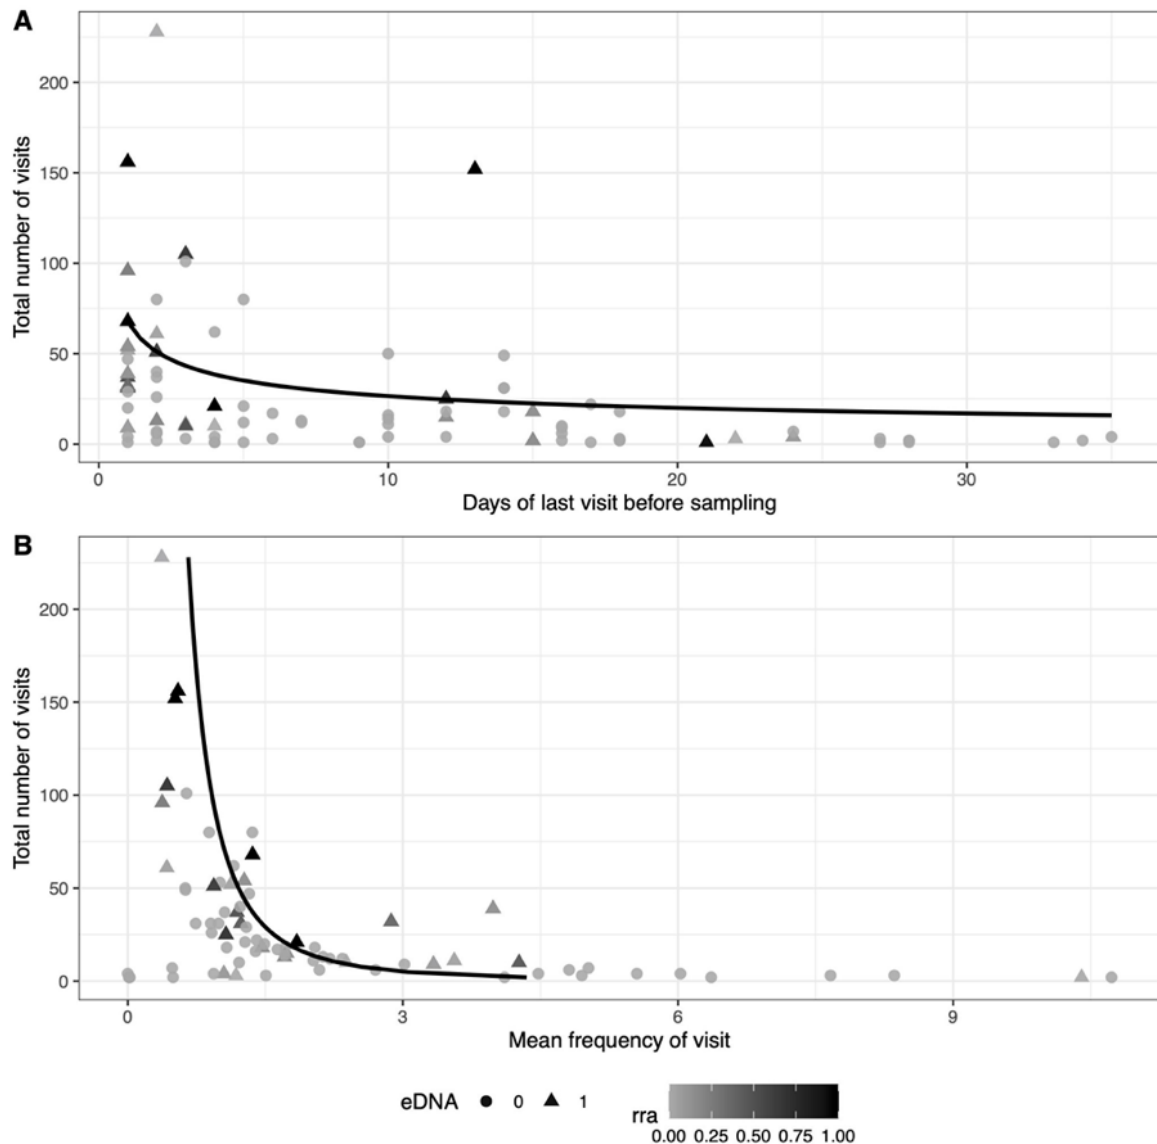 A
Total number of visits
200
150
100
50
0
0 10 20 30
Days of last visit before sampling
B
Total number of visits
200
150
100
50
0
0 3 6 9
Mean frequency of visit
eDNA 0 1
rra
0.00 0.25 0.50 0.75 1.00